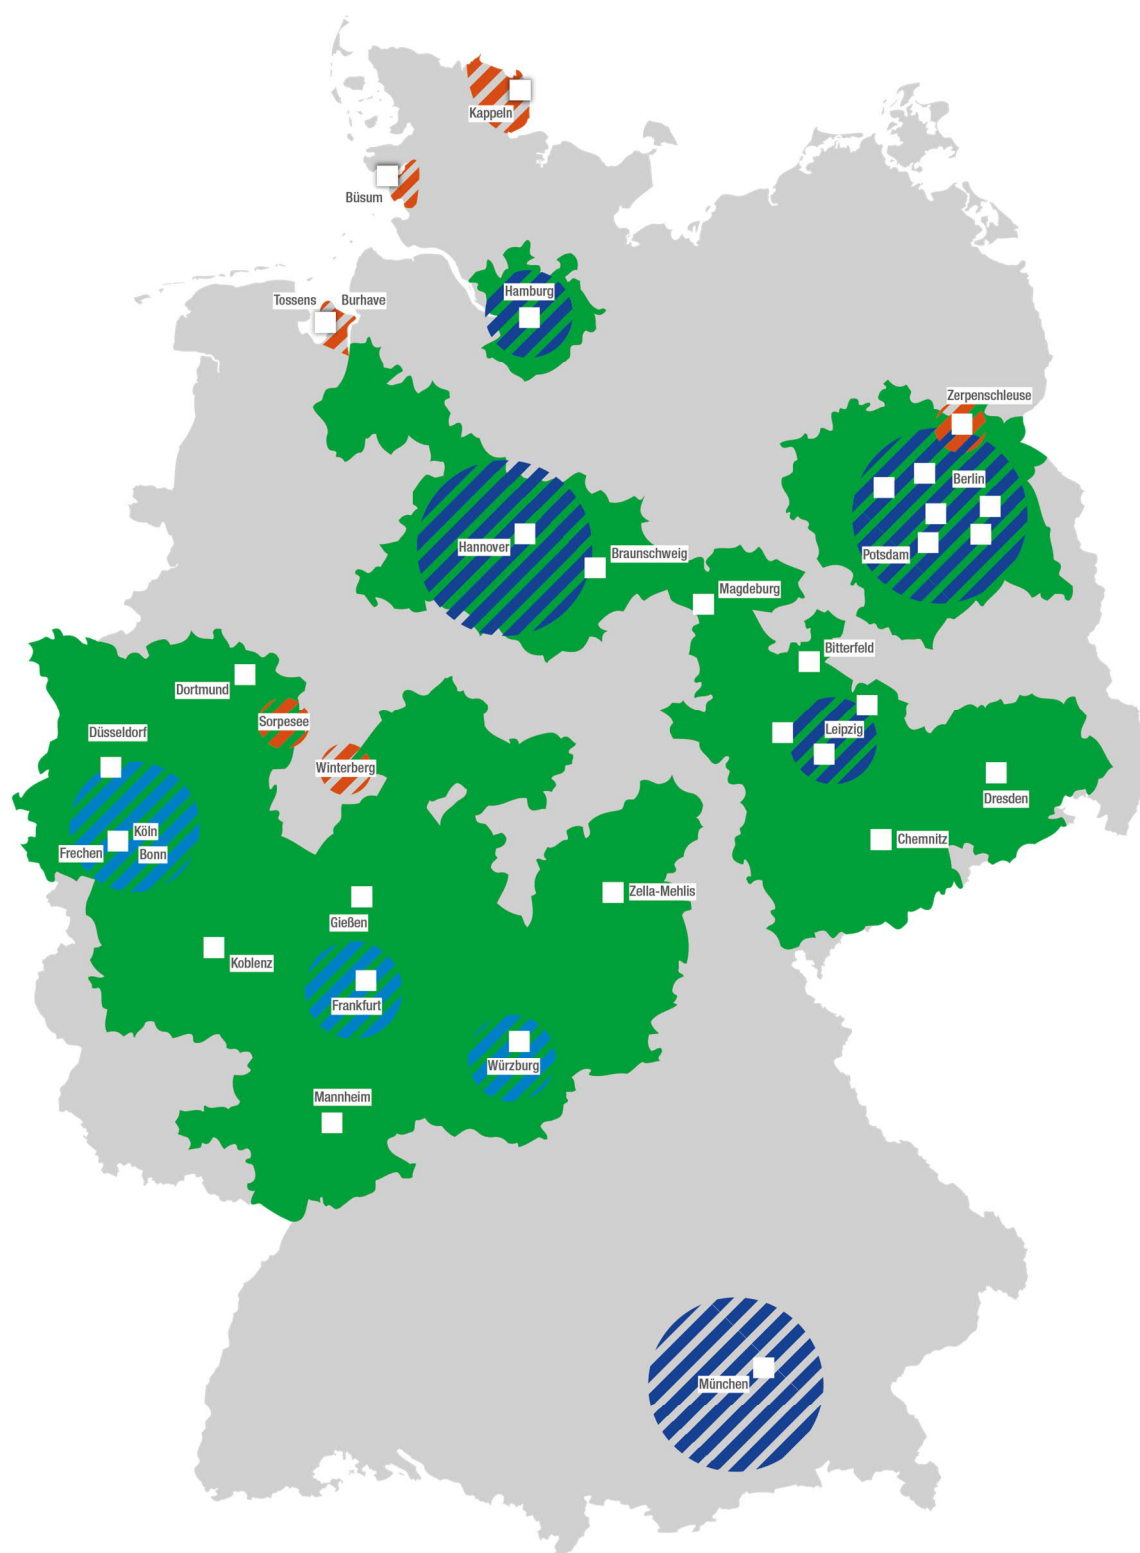 Kappeln
Büsum
Hamburg
Tossens
Burhave
Zerpenschleuse
Berlin
Hannover
Braunschweig
Potsdam
Magdeburg
Bitterfeld
Dortmund
Sorpesee
Düsseldorf
Leipzig
Winterberg
Dresden
Köln
Chemnitz
Frechen
Bonn
Zella-Mehlis
Gießen
Koblenz
Frankfurt
Würzburg
Mannheim
München